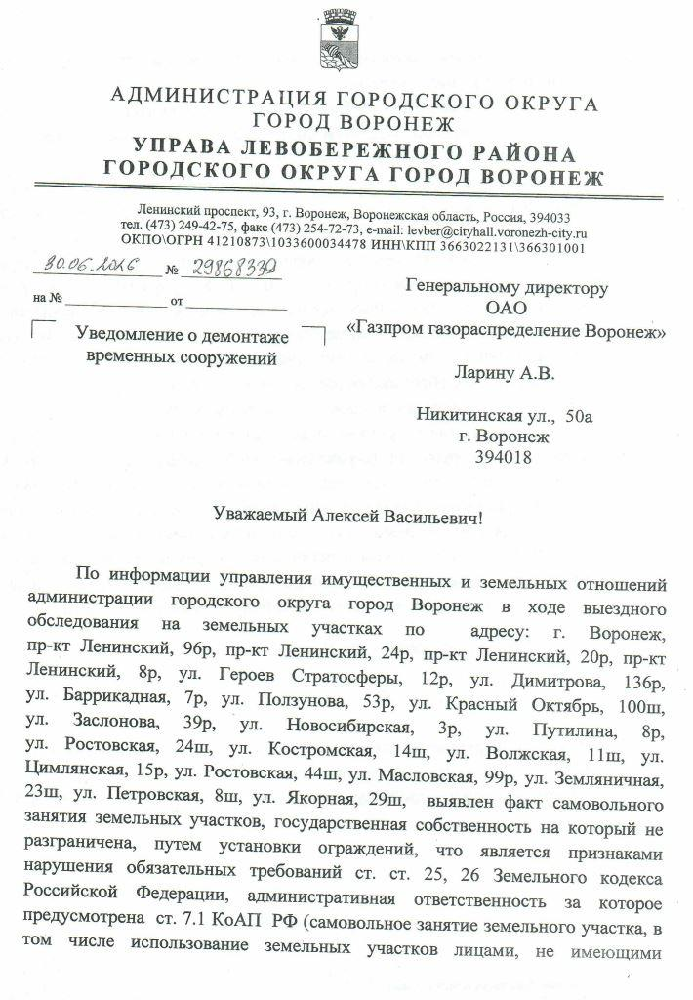 АДМИНИСТРАЦИЯ ГОРОДСКОГО ОКРУГА
ГОРОД ВОРОНЕЖ
УПРАВА ЛЕВОБЕРЕЖНОГО РАЙОНА
ГОРОДСКОГО ОКРУГА ГОРОД ВОРОНЕЖ
Ленинский проспект, 93, г. Воронеж, Воронежская область, Россия, 394033
тел. (473) 249-42-75, факс (473) 254-72-73, e-mail: levber@cityhall.voronezh-city.ru
ОКПО\ОГРН 41210873\1033600034478 ИНН\КПП 3663022131\366301001
30.06.2026 № 29868339
на № от
Уведомление о демонтаже
временных сооружений
Генеральному директору
ОАО
«Газпром газораспределение Воронеж»
Ларину А.В.
Никитинская ул., 50а
г. Воронеж
394018
Уважаемый Алексей Васильевич!
По информации управления имущественных и земельных отношений
администрации городского округа город Воронеж в ходе выездного
обследования на земельных участках по адресу: г. Воронеж,
пр-кт Ленинский, 96р, пр-кт Ленинский, 24р, пр-кт Ленинский, 20р, пр-кт
Ленинский, 8р, ул. Героев Стратосферы, 12р, ул. Димитрова, 136р,
ул. Баррикадная, 7р, ул. Ползунова, 53р, ул. Красный Октябрь, 100ш,
ул. Заслонова, 39р, ул. Новосибирская, 3р, ул. Путилина, 8р,
ул. Ростовская, 24ш, ул. Костромская, 14ш, ул. Волжская, 11ш, ул.
Цимлянская, 15р, ул. Ростовская, 44ш, ул. Масловская, 99р, ул. Земляничная,
23ш, ул. Петровская, 8ш, ул. Якорная, 29ш, выявлен факт самовольного
занятия земельных участков, государственная собственность на который не
разграничена, путем установки ограждений, что является признаками
нарушения обязательных требований ст. ст. 25, 26 Земельного кодекса
Российской Федерации, административная ответственность за которое
предусмотрена ст. 7.1 КоАП РФ (самовольное занятие земельного участка, в
том числе использование земельных участков лицами, не имеющими